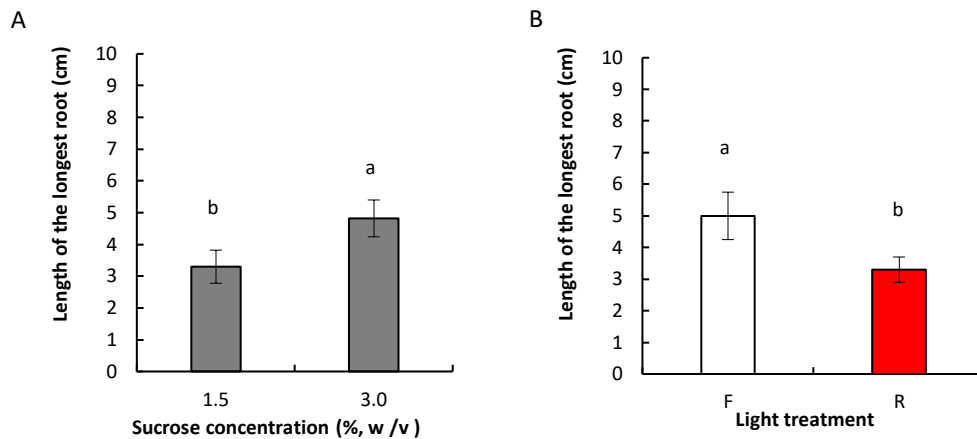 A
Length of the longest root (cm)
10
9
8
7
6
5
4
3
2
1
0
b
a
1.5
3.0
Sucrose concentration (%, w /v )
B
Length of the longest root (cm)
10
9
8
7
6
5
4
3
2
1
0
a
b
F
R
Light treatment